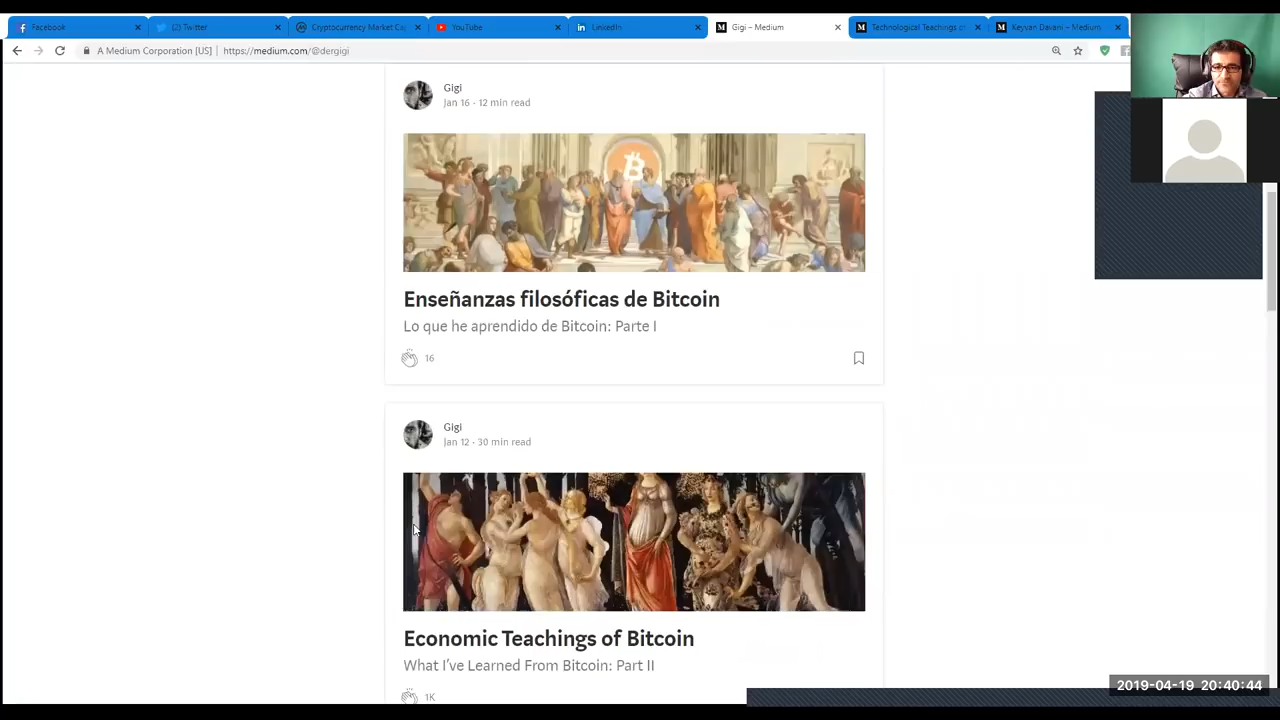 Facebook
(2) Twitter
Cryptocurrency Market Ca
YouTube
LinkedIn
Gigi – Medium
Technological Teachings o
Keyvan Davani – Medium
A Medium Corporation [US]
https://medium.com/@dergigi
Gigi
Jan 16 · 12 min read
Enseñanzas filosóficas de Bitcoin
Lo que he aprendido de Bitcoin: Parte I
16
Gigi
Jan 12 · 30 min read
Economic Teachings of Bitcoin
What I've Learned From Bitcoin: Part II
1K
2019-04-19 20:40:44